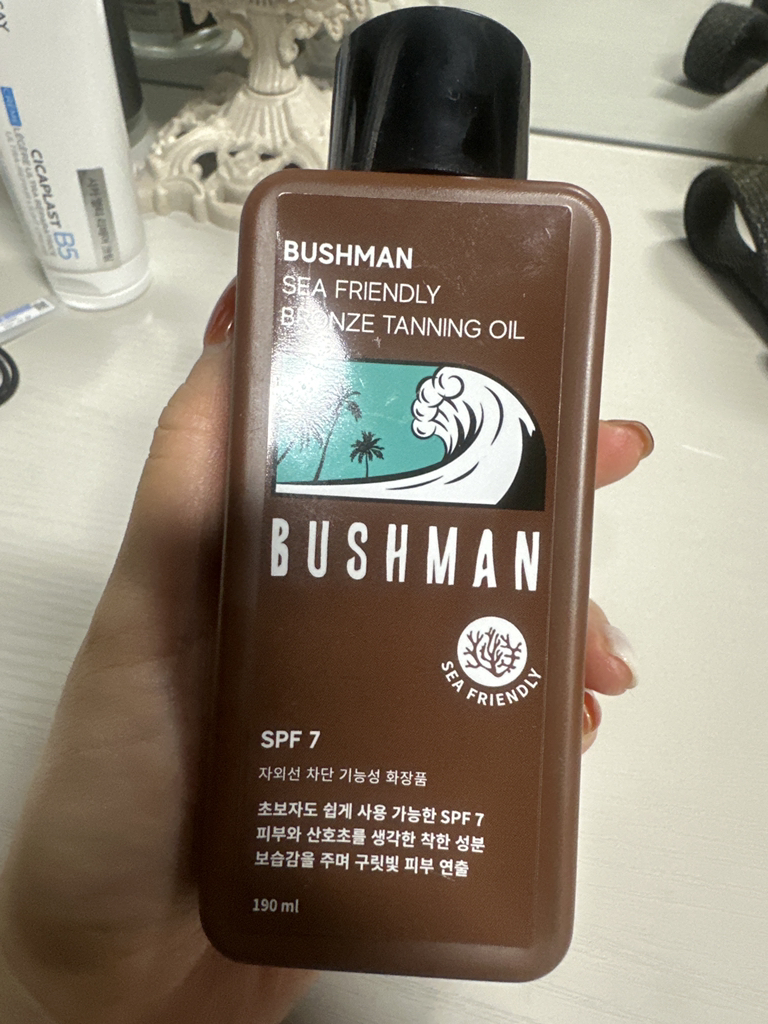 BUSHMAN
SEA FRIENDLY
BRONZE TANNING OIL
BUSHMAN
SEA FRIENDLY
SPF 7
자외선 차단 기능성 화장품
초보자도 쉽게 사용 가능한 SPF 7
피부와 산호초를 생각한 착한 성분
보습감을 주며 구릿빛 피부 연출
190 ml
CICAPLAST B5